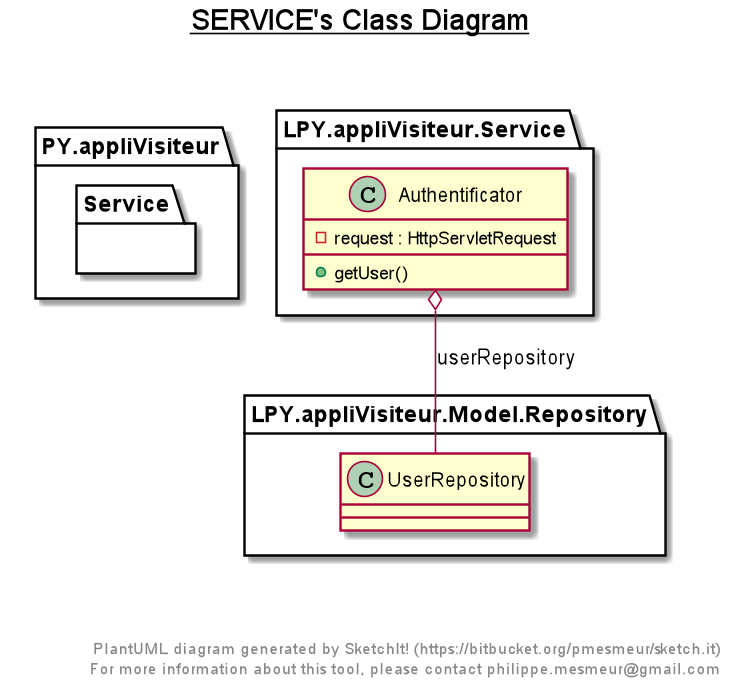 SERVICE's Class Diagram
PY.appliVisiteur
Service
LPY.appliVisiteur.Service
C Authentificator
request : HttpServletRequest
getUser()
userRepository
LPY.appliVisiteur.Model.Repository
C UserRepository
PlantUML diagram generated by SketchIt! (https://bitbucket.org/pmesmeur/sketch.it)
For more information about this tool, please contact philippe.mesmeur@gmail.com